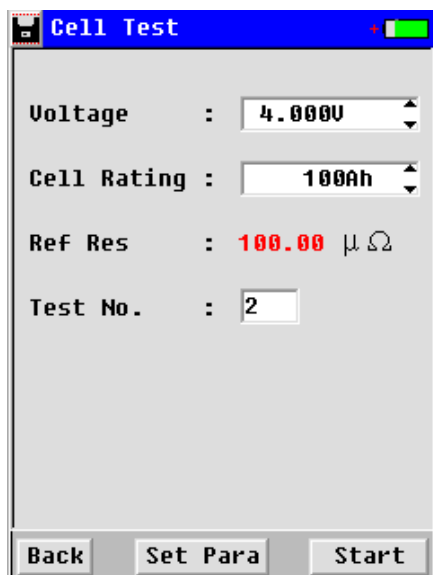 Cell Test
Voltage : 4.000V
Cell Rating : 100Ah
Ref Res : 100.00 μΩ
Test No. : 2
Back Set Para Start